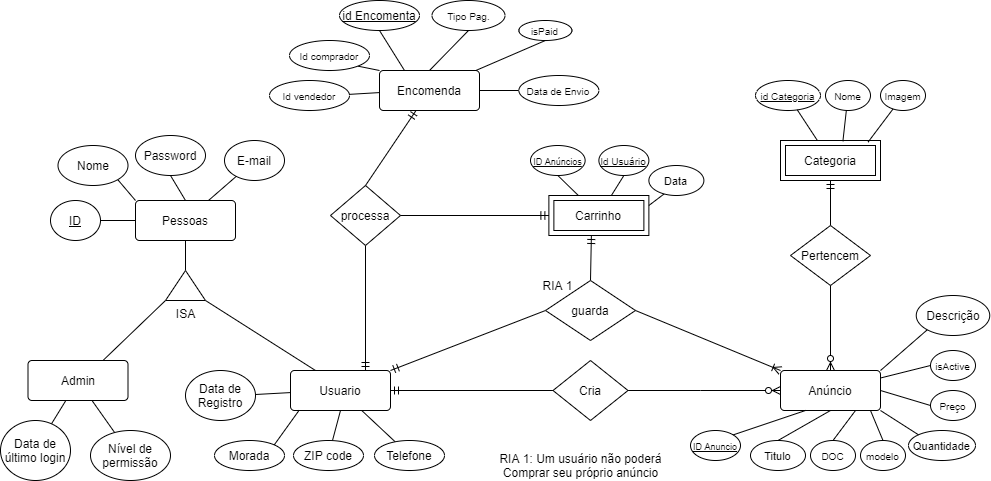 id Encomenta
Tipo Pag.
isPaid
Id comprador
Id vendedor
Encomenda
Data de Envio
id Categoria
Nome
Imagem
Categoria
Password
Nome
E-mail
ID
Pessoas
ISA
ID Anúncios
Id Usuário
Data
processa
Carrinho
Pertencem
RIA 1
guarda
Descrição
isActive
Admin
Data de
último login
Nível de
permissão
Data de
Registro
Usuario
Cria
Anúncio
Preço
Morada
ZIP code
Telefone
ID Anuncio
Titulo
DOC
modelo
Quantidade
RIA 1: Um usuário não poderá
Comprar seu próprio anúncio